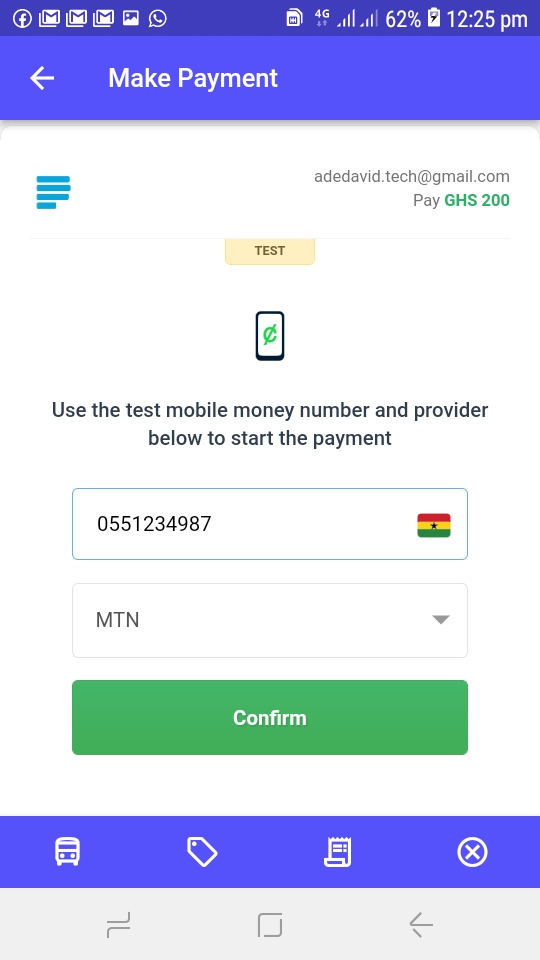 4G 62% 12:25 pm
Make Payment
adedavid.tech@gmail.com
Pay GHS 200
TEST
₵
Use the test mobile money number and provider
below to start the payment
0551234987
MTN
Confirm